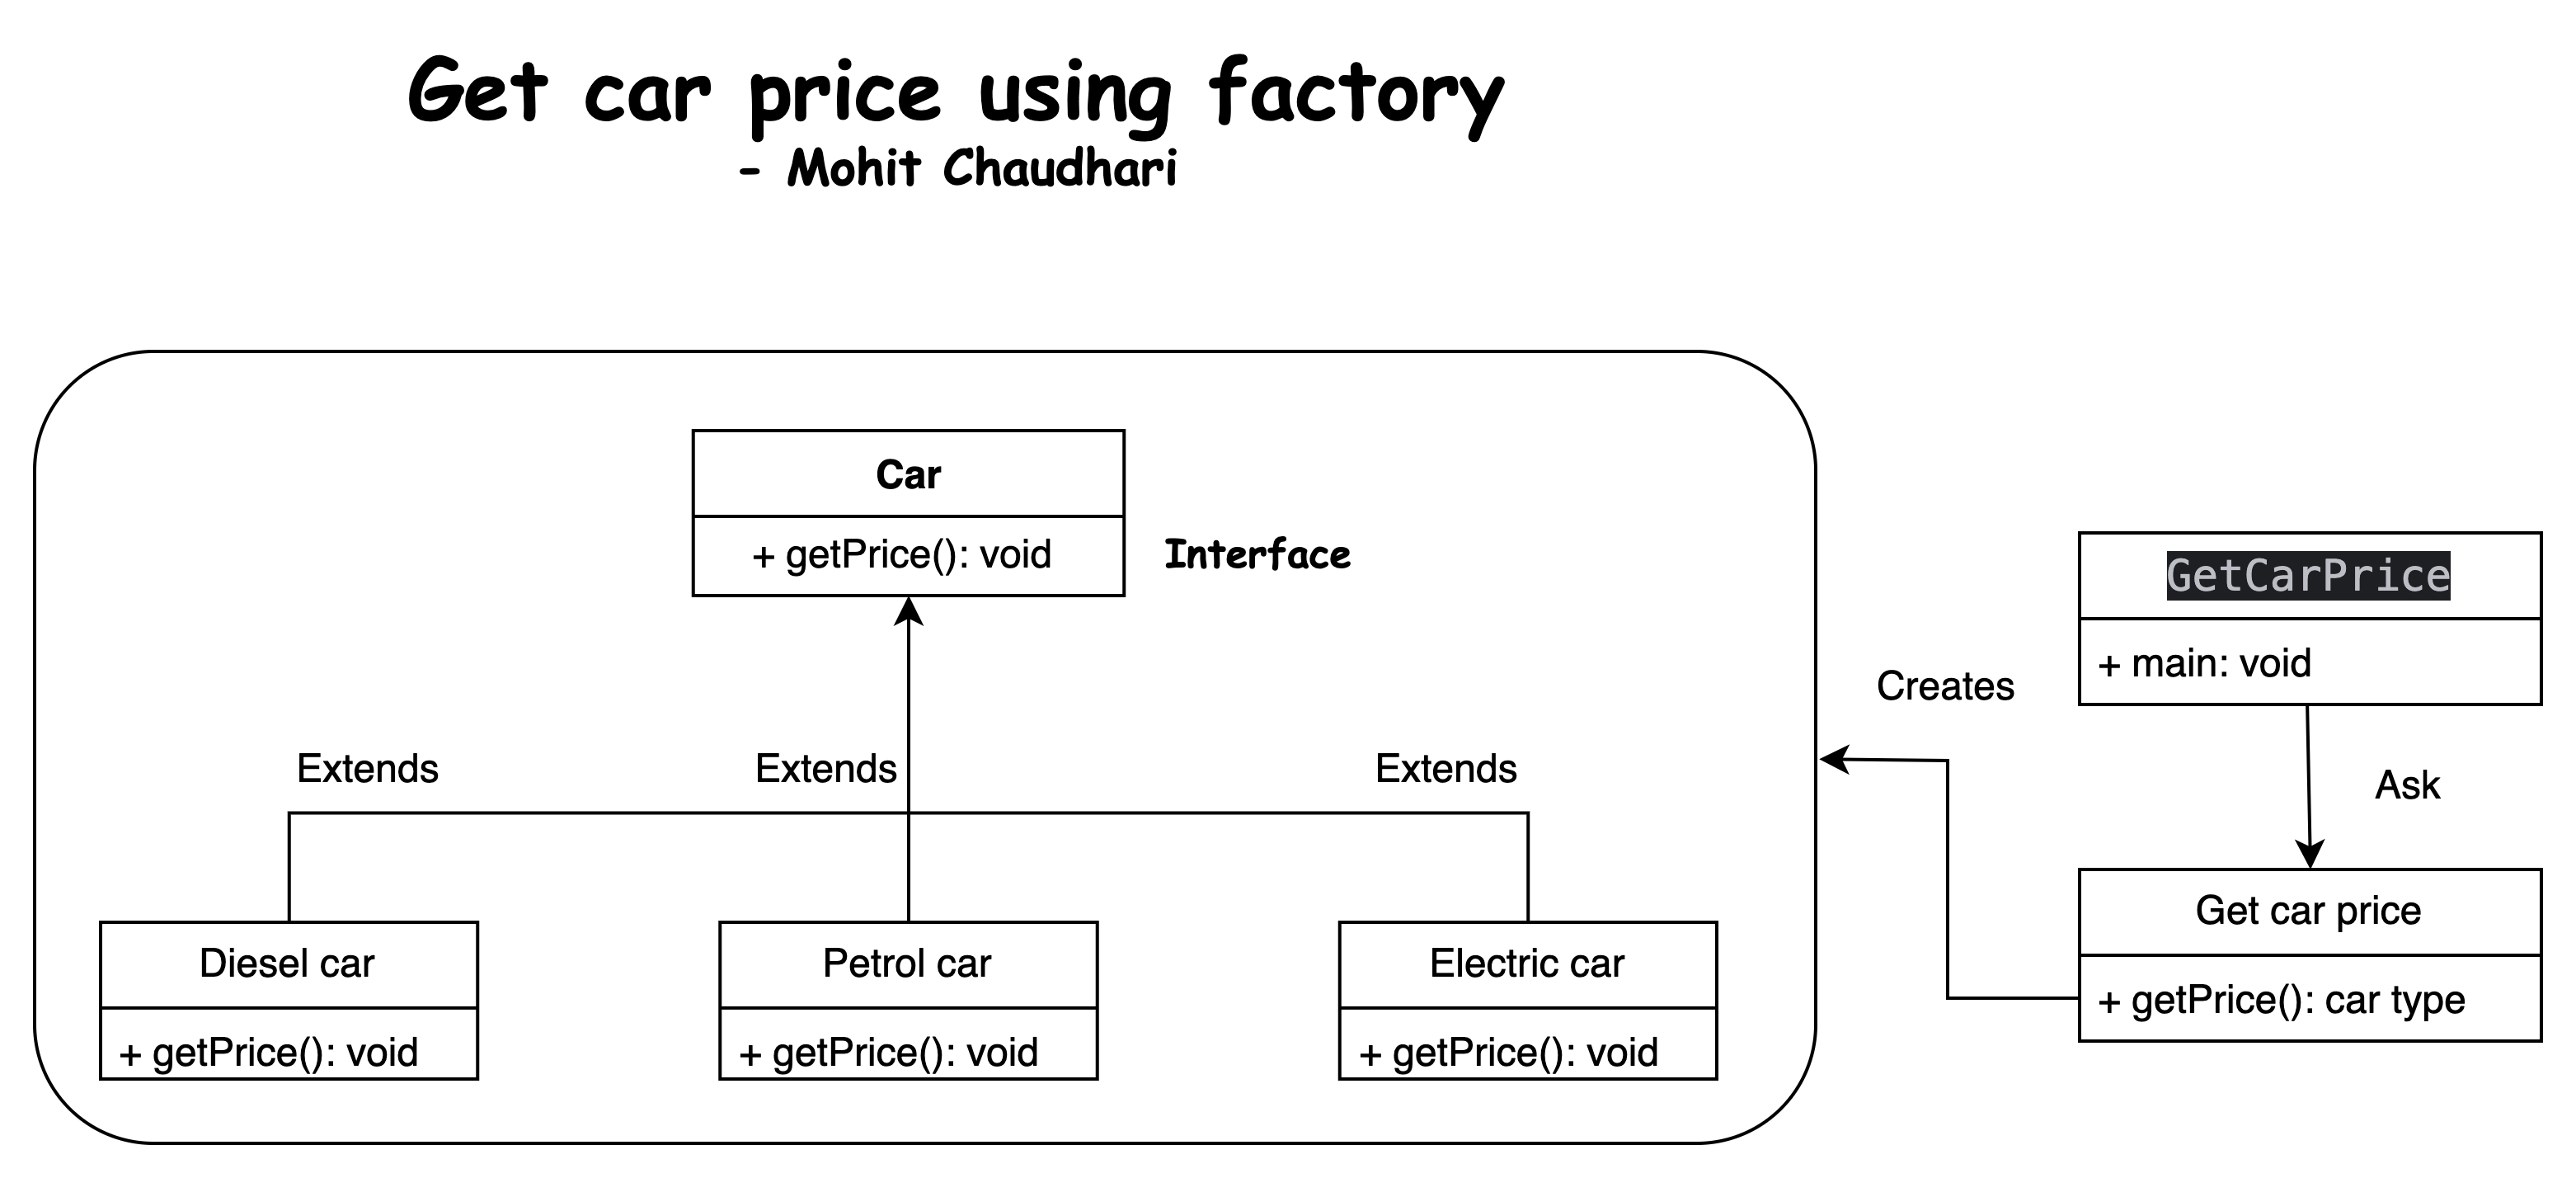 Get car price using factory
- Mohit Chaudhari
Car
+ getPrice(): void
Interface
GetCarPrice
+ main: void
Creates
Extends
Extends
Extends
Ask
Get car price
+ getPrice(): car type
Diesel car
+ getPrice(): void
Petrol car
+ getPrice(): void
Electric car
+ getPrice(): void